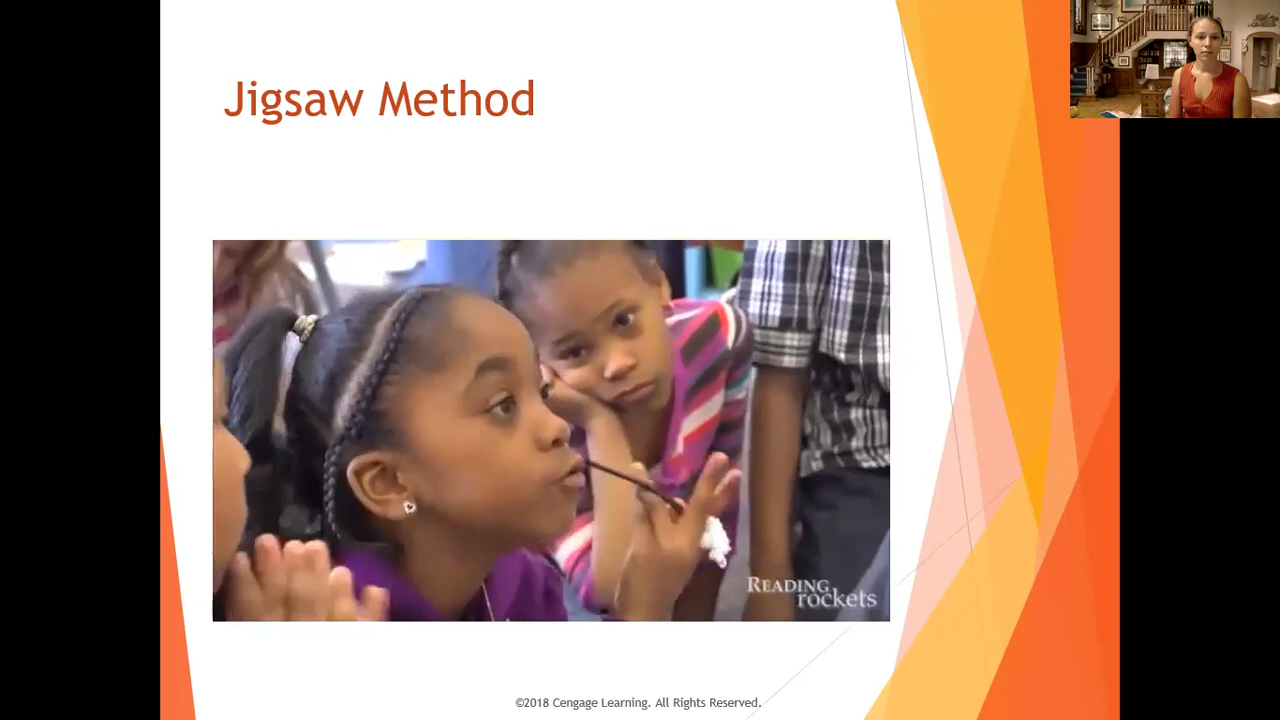 Jigsaw Method
READING
rockets
©2018 Cengage Learning. All Rights Reserved.